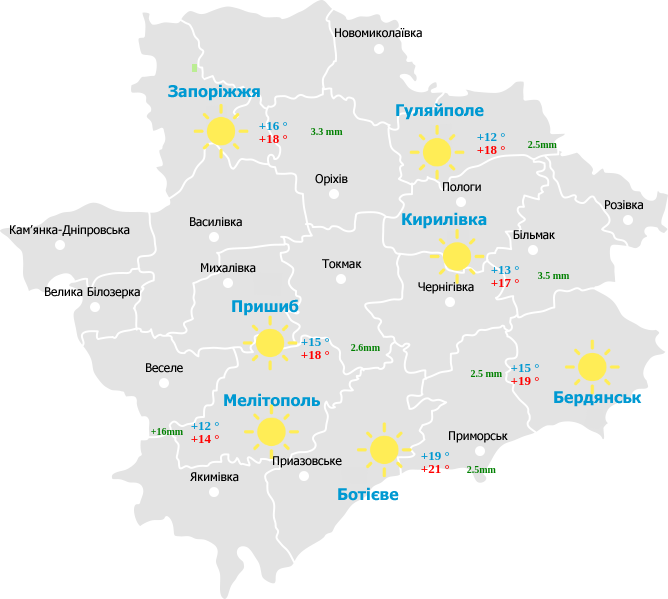 Новомиколаївка
Запоріжжя
+16 °
+18 °
3.3 mm
Гуляйполе
+12 °
+18 °
2.5mm
Оріхів
Пологи
Розівка
Кирилівка
Василівка
Кам'янка-Дніпровська
Більмак
Михалівка
Токмак
+13 °
+17 °
3.5 mm
Чернігівка
Велика Білозерка
Пришиб
+15 °
+18 °
2.6mm
Веселе
2.5 mm
+15 °
+19 °
Бердянськ
Мелітополь
+16mm
+12 °
+14 °
Приморськ
+19 °
+21 °
2.5mm
Приазовське
Якимівка
Ботієве